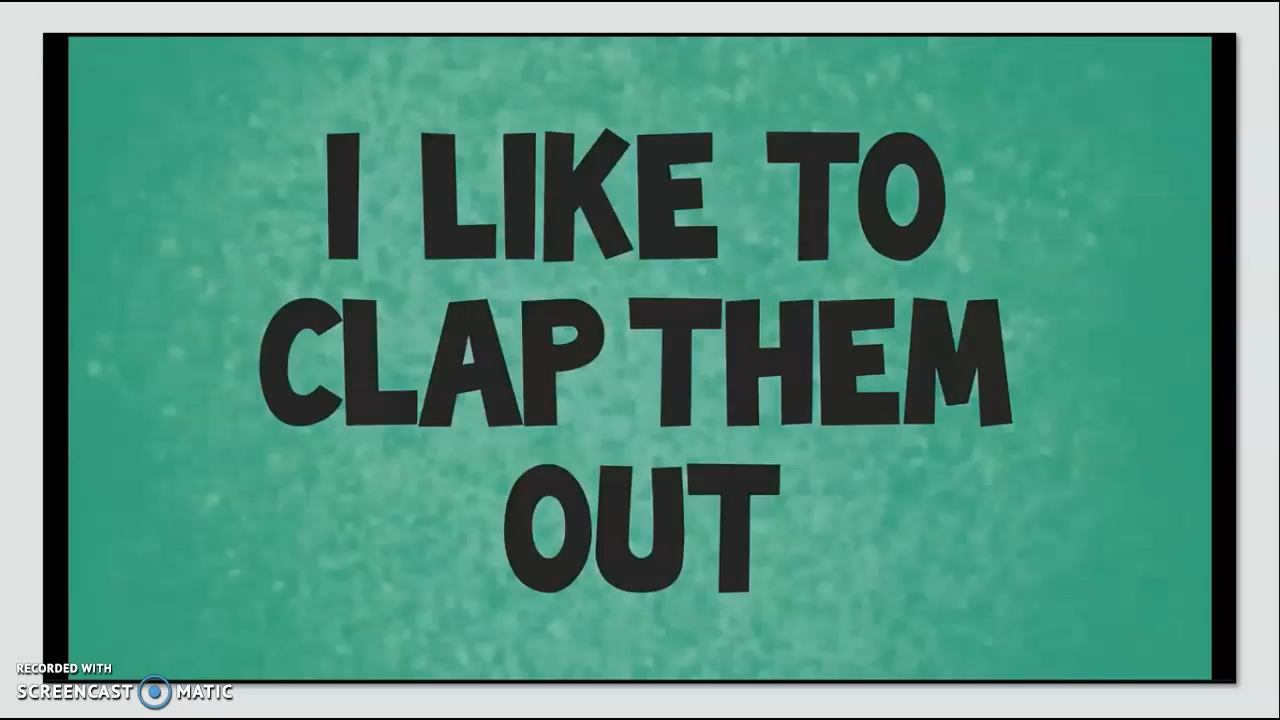 I LIKE TO
CLAP THEM
OUT
RECORDED WITH
SCREENCAST MATIC